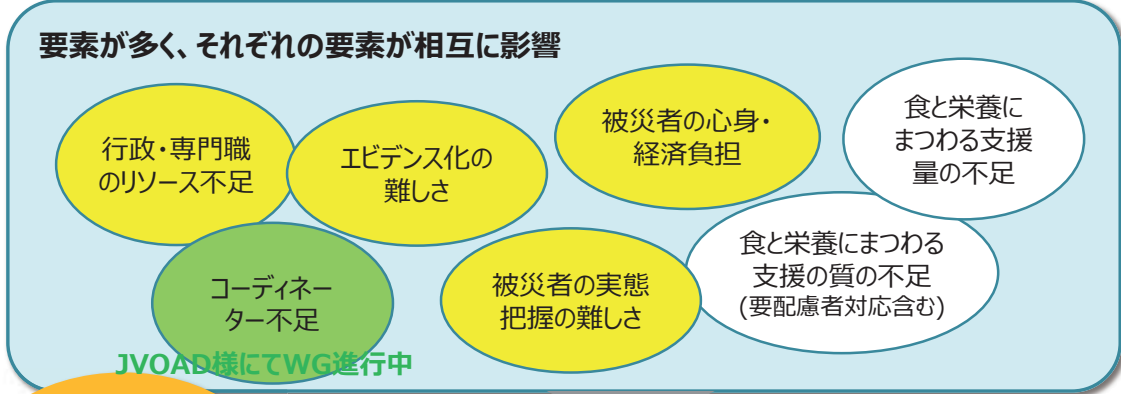 要素が多く、それぞれの要素が相互に影響
行政・専門職
のリソース不足
エビデンス化の
難しさ
被災者の心身・
経済負担
食と栄養に
まつわる支援
量の不足
コーディネー
ター不足
被災者の実態
把握の難しさ
食と栄養にまつわる
支援の質の不足
(要配慮者対応含む)
JVOAD様にてWG進行中